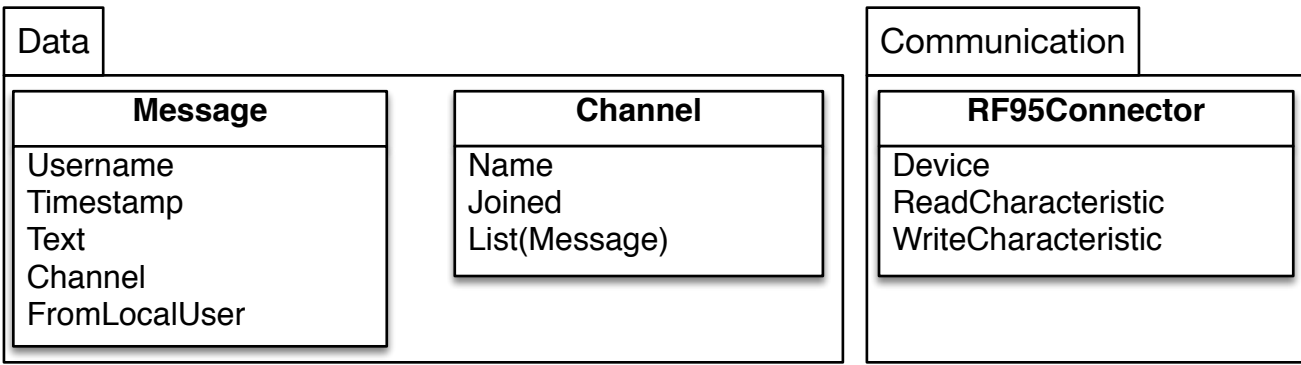 Data
Message
Username
Timestamp
Text
Channel
FromLocalUser
Channel
Name
Joined
List(Message)
Communication
RF95Connector
Device
ReadCharacteristic
WriteCharacteristic